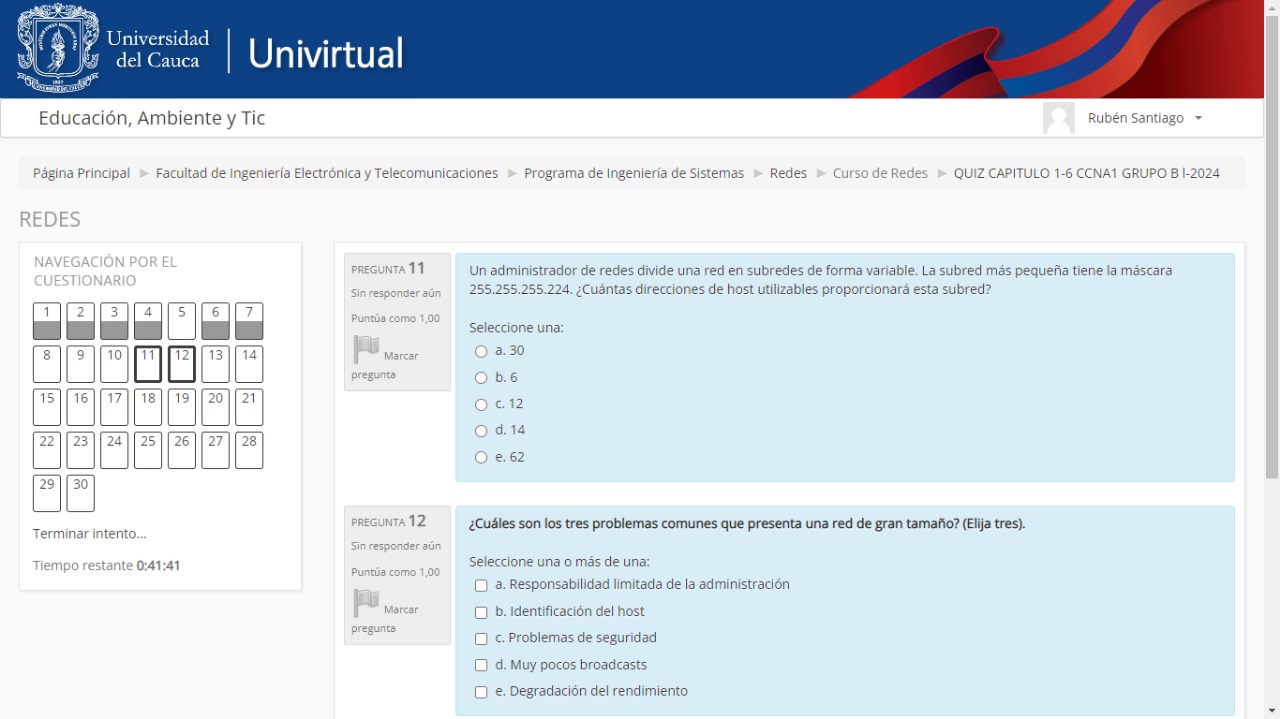 Universidad
del Cauca
Univirtual
Educación, Ambiente y Tic
Rubén Santiago
Página Principal
Facultad de Ingeniería Electrónica y Telecomunicaciones
Programa de Ingeniería de Sistemas
Redes
Curso de Redes
QUIZ CAPITULO 1-6 CCNA1 GRUPO B I-2024
REDES
NAVEGACIÓN POR EL
CUESTIONARIO
1 2 3 4 5 6 7
8 9 10 11 12 13 14
15 16 17 18 19 20 21
22 23 24 25 26 27 28
29 30
Terminar intento...
Tiempo restante 0:41:41
PREGUNTA 11
Sin responder aún
Puntúa como 1,00
Marcar
pregunta
Un administrador de redes divide una red en subredes de forma variable. La subred más pequeña tiene la máscara
255.255.255.224. ¿Cuántas direcciones de host utilizables proporcionará esta subred?
Seleccione una:
a. 30
b. 6
c. 12
d. 14
e. 62
PREGUNTA 12
Sin responder aún
Puntúa como 1,00
Marcar
pregunta
¿Cuáles son los tres problemas comunes que presenta una red de gran tamaño? (Elija tres).
Seleccione una o más de una:
a. Responsabilidad limitada de la administración
b. Identificación del host
c. Problemas de seguridad
d. Muy pocos broadcasts
e. Degradación del rendimiento